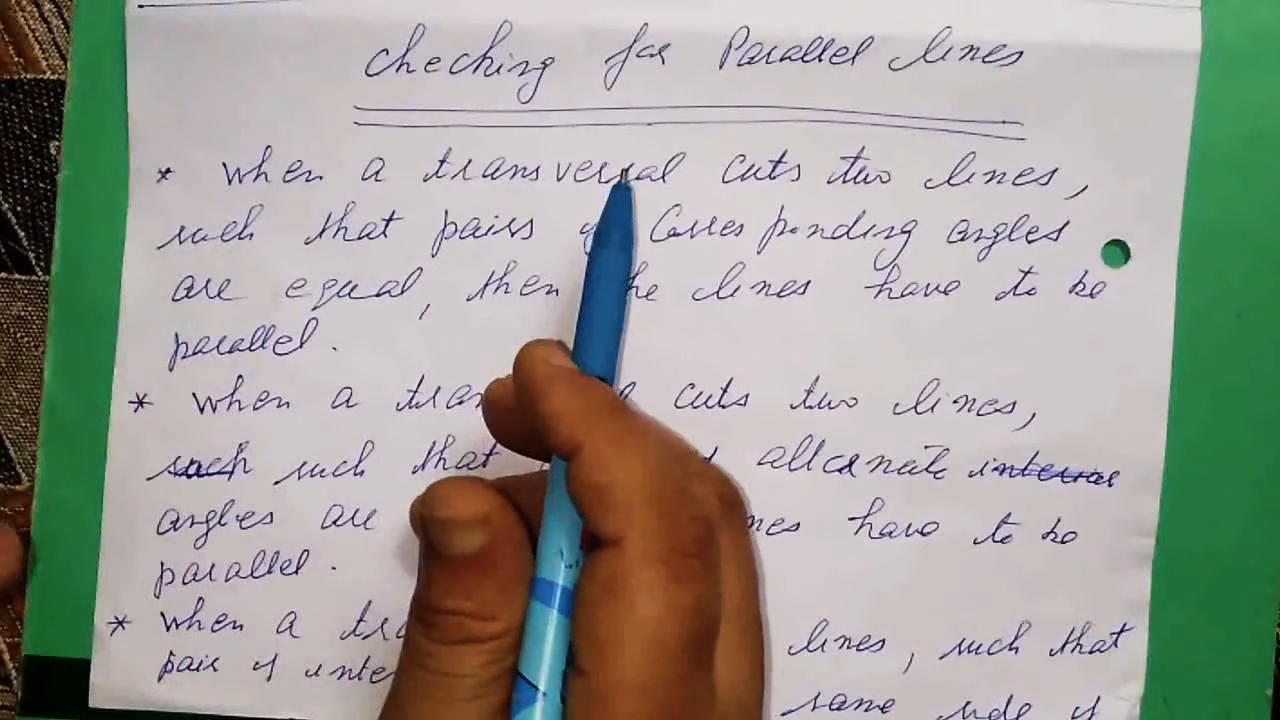 Checking for Parallel lines
* When a transversal cuts two lines,
such that pairs of Corresponding angles
are equal, then the lines have to be
parallel.
* When a cuts two lines,
such such that alternate interior
angles are have to be
parallel.
* When a lines, such that
pair of
same side of